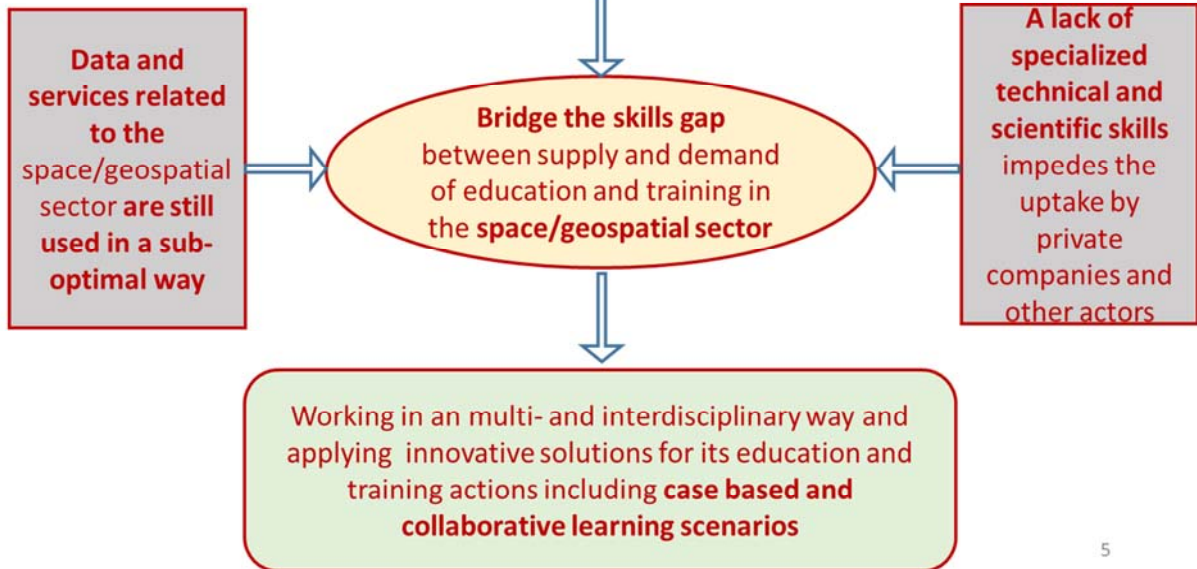 Data and
services related
to the
space/geospatial
sector are still
used in a sub-
optimal way
Bridge the skills gap
between supply and demand
of education and training in
the space/geospatial sector
A lack of
specialized
technical and
scientific skills
impedes the
uptake by
private
companies and
other actors
Working in an multi- and interdisciplinary way and
applying innovative solutions for its education and
training actions including case based and
collaborative learning scenarios
5